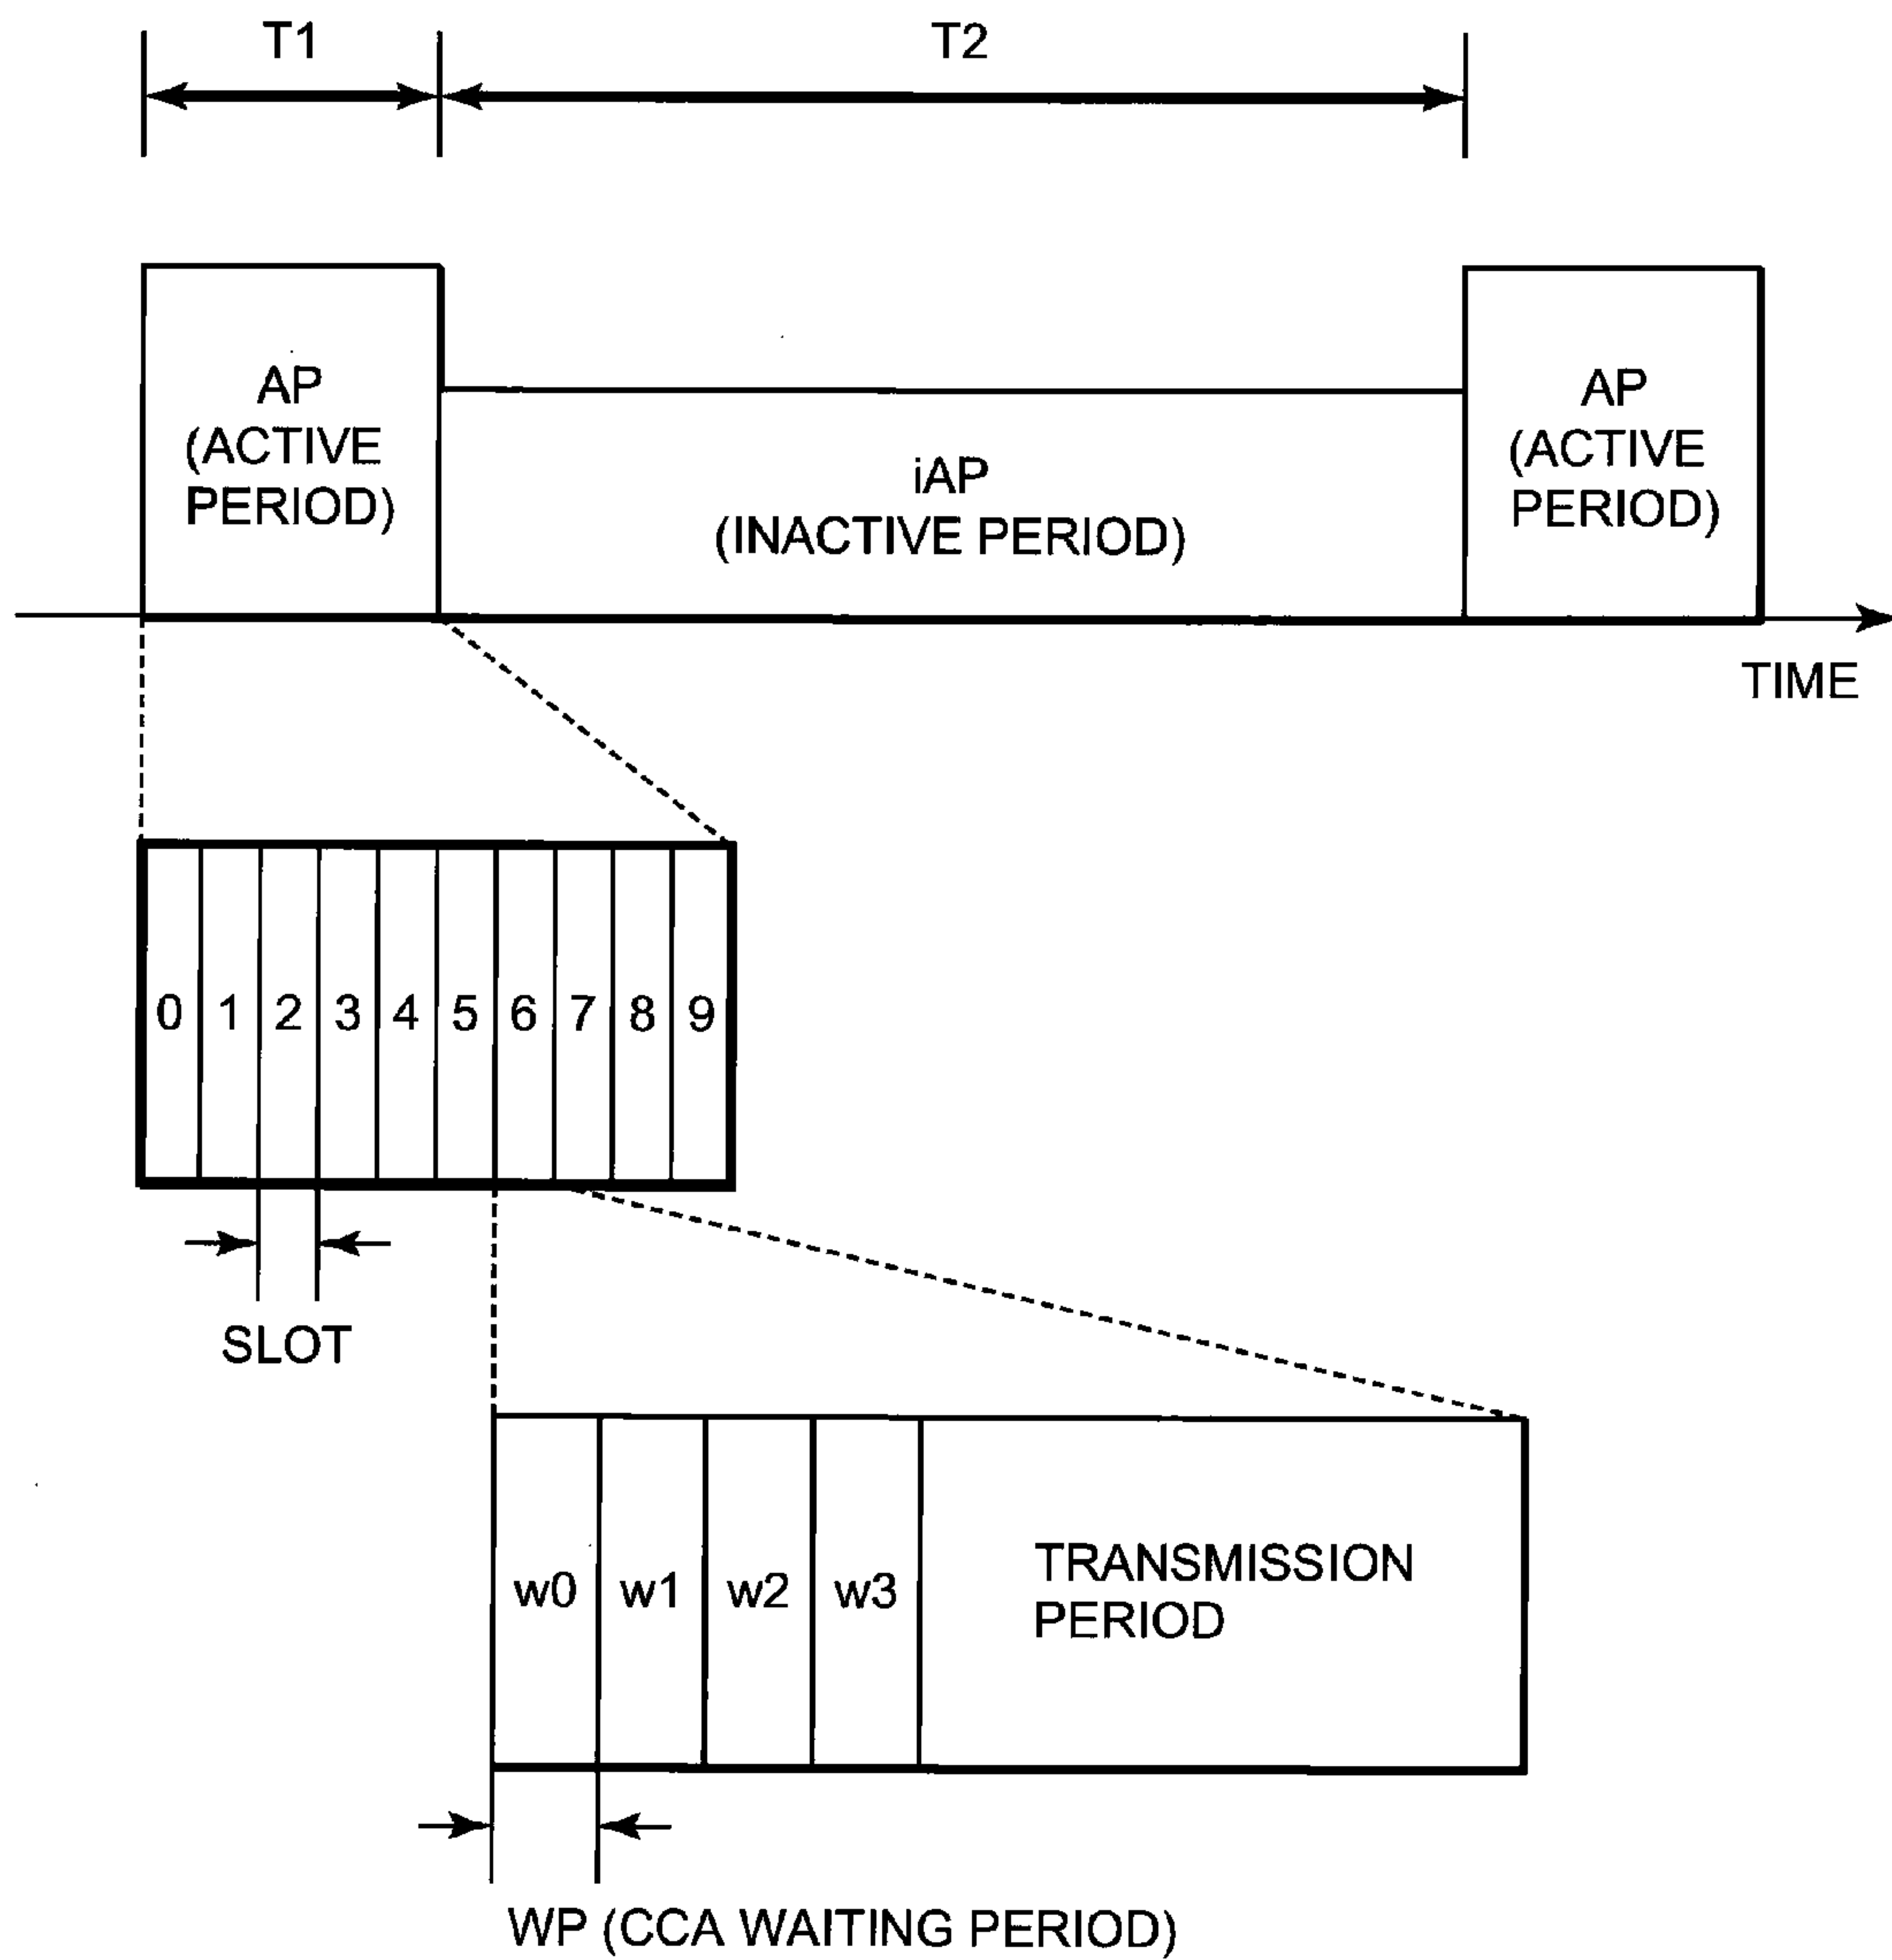 T1
T2
AP
(ACTIVE
PERIOD)
iAP
(INACTIVE PERIOD)
AP
(ACTIVE
PERIOD)
TIME
0 1 2 3 4 5 6 7 8 9
SLOT
w0 w1 w2 w3
TRANSMISSION
PERIOD
WP (CCA WAITING PERIOD)